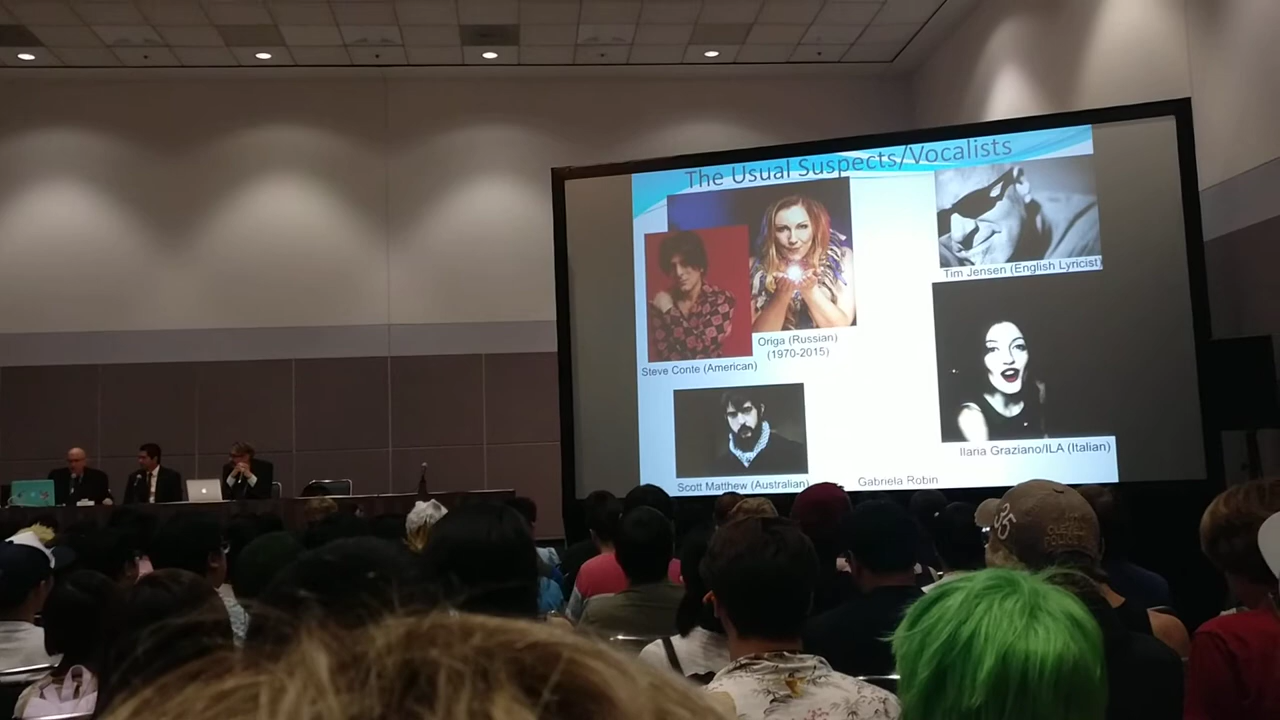 The Usual Suspects/Vocalists
Tim Jensen (English Lyricist)
Origa (Russian)
(1970-2015)
Steve Conte (American)
Ilaria Graziano/ILA (Italian)
Scott Matthew (Australian)
Gabriela Robin